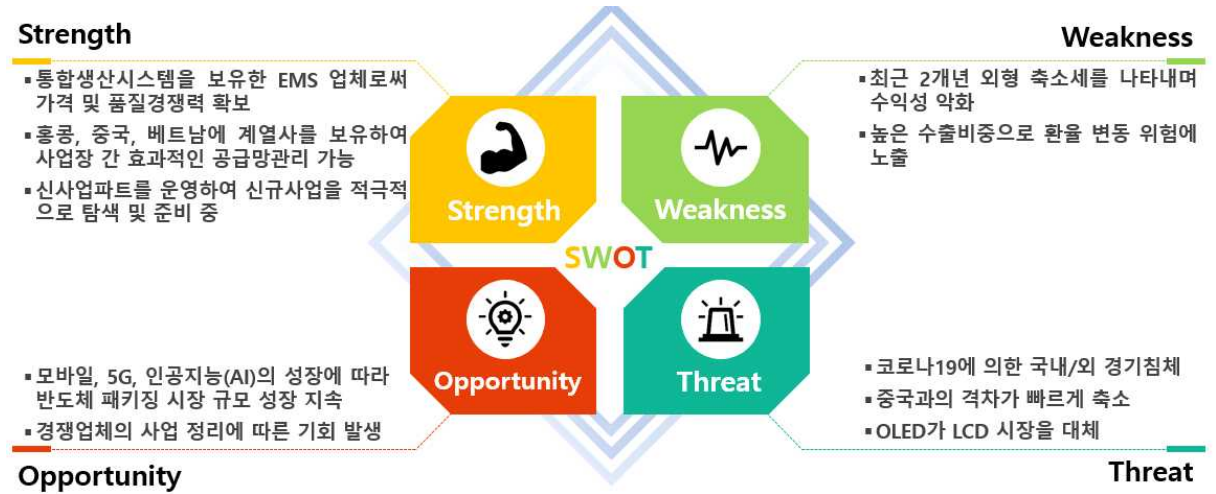 Strength
▪통합생산시스템을 보유한 EMS 업체로써
가격 및 품질경쟁력 확보
▪홍콩, 중국, 베트남에 계열사를 보유하여
사업장 간 효과적인 공급망관리 가능
▪신사업파트를 운영하여 신규사업을 적극적
으로 탐색 및 준비 중
Weakness
▪최근 2개년 외형 축소세를 나타내며
수익성 악화
▪높은 수출비중으로 환율 변동 위험에
노출
Strength
Weakness
SWOT
Opportunity
Threat
▪모바일, 5G, 인공지능(AI)의 성장에 따라
반도체 패키징 시장 규모 성장 지속
▪경쟁업체의 사업 정리에 따른 기회 발생
Opportunity
▪코로나19에 의한 국내/외 경기침체
▪중국과의 격차가 빠르게 축소
▪OLED가 LCD 시장을 대체
Threat